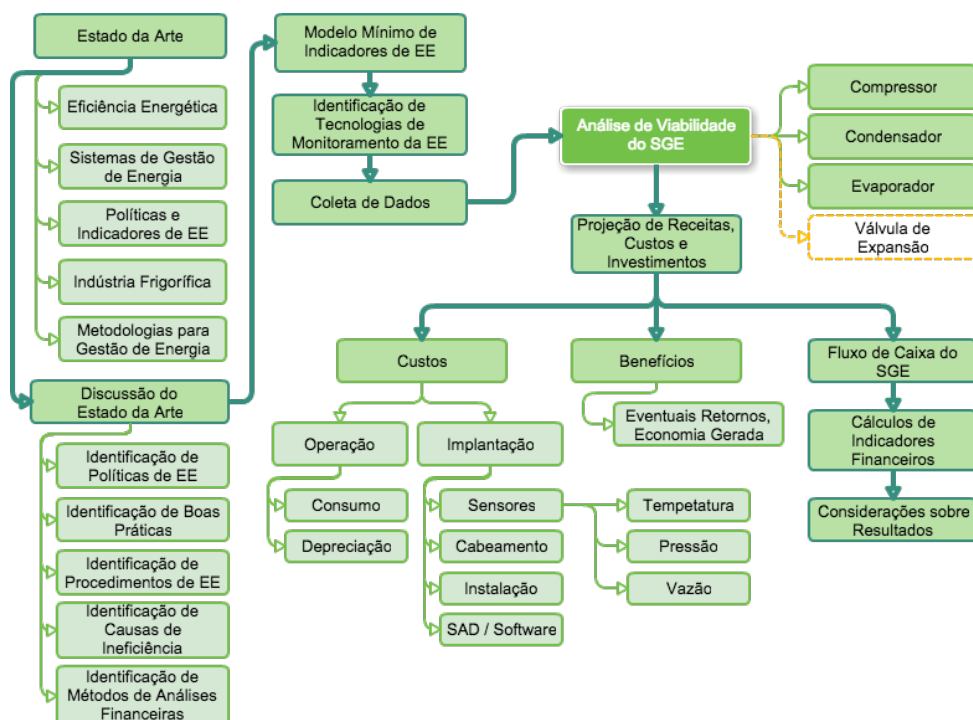 Estado da Arte
Eficiência Energética
Sistemas de Gestão
de Energia
Políticas e
Indicadores de EE
Indústria Frigorífica
Metodologias para
Gestão de Energia
Discussão do
Estado da Arte
Identificação de
Políticas de EE
Identificação de Boas
Práticas
Identificação de
Procedimentos de EE
Identificação de
Causas de
Ineficiência
Identificação de
Métodos de Análises
Financeiras
Modelo Mínimo de
Indicadores de EE
Identificação de
Tecnologias de
Monitoramento da EE
Coleta de Dados
Análise de Viabilidade
do SGE
Compressor
Condensador
Evaporador
Válvula de
Expansão
Projeção de Receitas,
Custos e
Investimentos
Custos
Operação
Consumo
Depreciação
Implantação
Sensores
Cabeamento
Instalação
SAD / Software
Tempetatura
Pressão
Vazão
Benefícios
Eventuais Retornos,
Economia Gerada
Fluxo de Caixa do
SGE
Cálculos de
Indicadores
Financeiros
Considerações sobre
Resultados